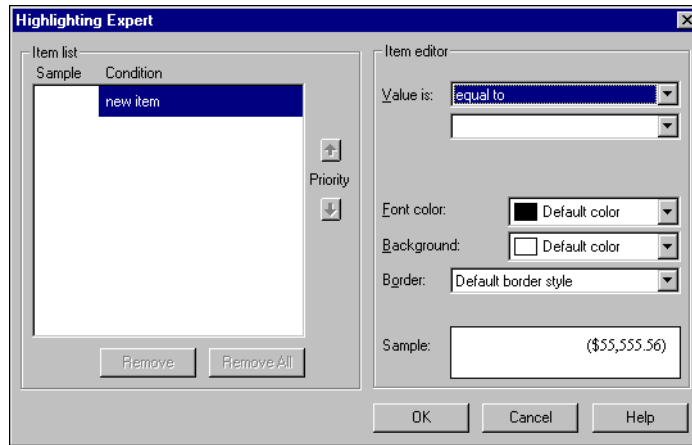 Highlighting Expert
Item list
Sample Condition
new item
Priority
Remove Remove All
Item editor
Value is: equal to
Font color: Default color
Background: Default color
Border: Default border style
Sample: ($55,555.56)
OK Cancel Help